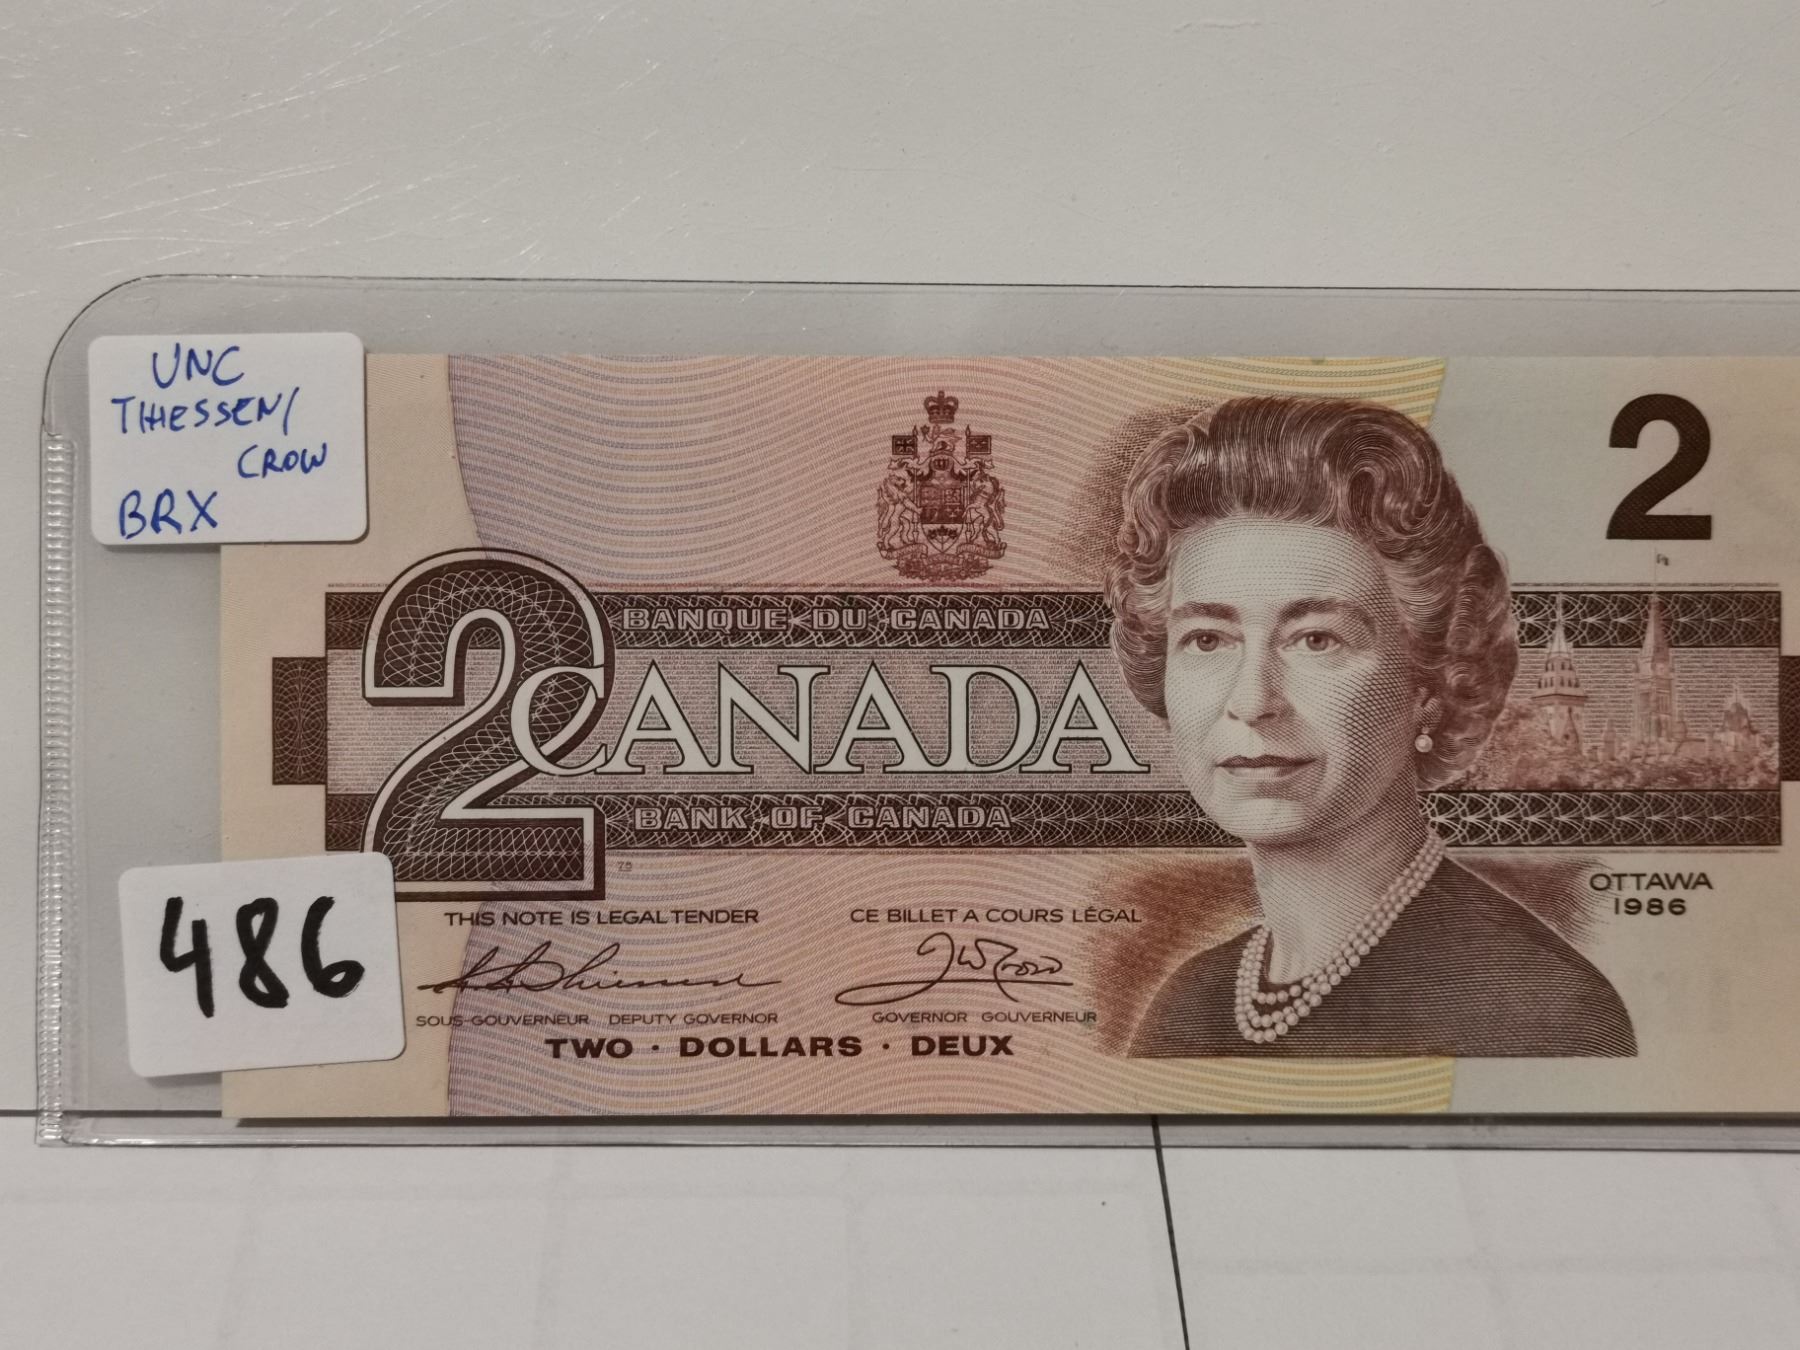 UNC
THIESSEN/
CROW
BRX
2
BANQUE DU CANADA
2
CANADA
BANK OF CANADA
OTTAWA
1986
486
THIS NOTE IS LEGAL TENDER
CE BILLET A COURS LÉGAL
SOUS-GOUVERNEUR DEPUTY GOVERNOR
GOVERNOR GOUVERNEUR
TWO · DOLLARS · DEUX